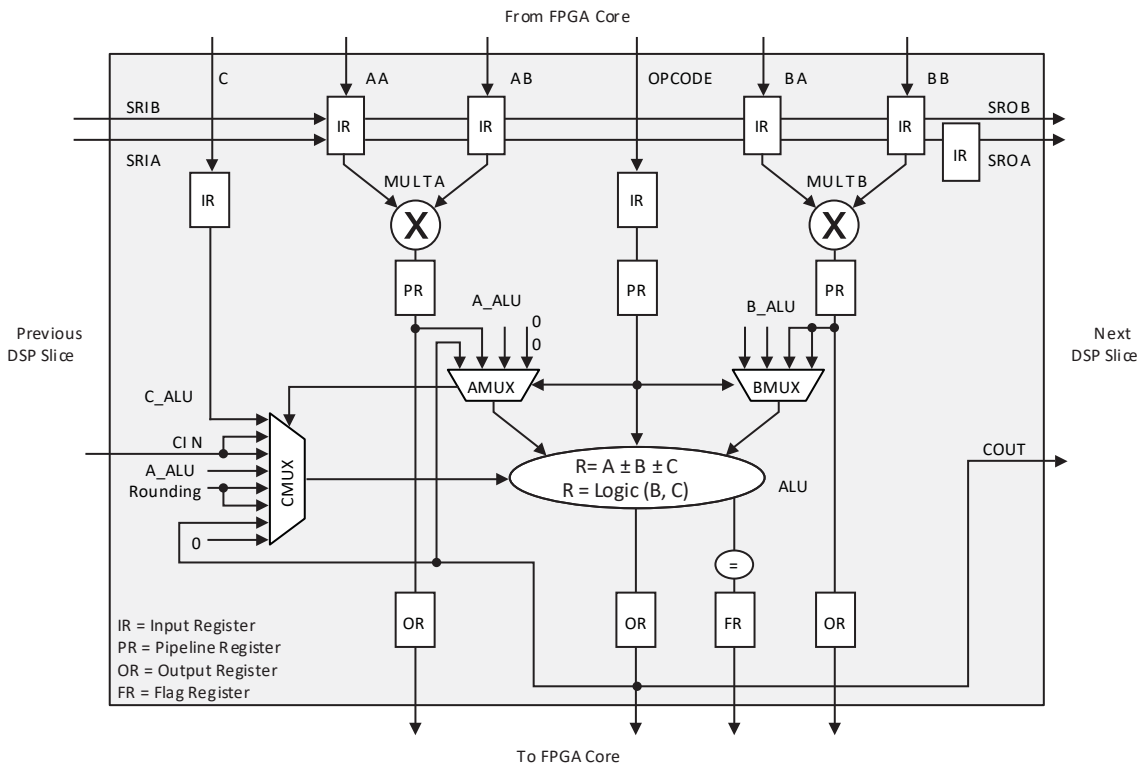 From FPGA Core
C
AA
AB
OPCODE
BA
BB
SRIB
SROB
IR
IR
IR
IR
SRIA
IR
SROA
MULTA
MULTB
IR
IR
X
X
PR
PR
PR
A_ALU
B_ALU
0
0
Previous
DSP Slice
Next
DSP Slice
AMUX
BMUX
C_ALU
CIN
COUT
A_ALU
Rounding
CMUX
R= A ± B ± C
R = Logic (B, C)
ALU
0
=
OR
OR
FR
OR
IR = Input Register
PR = Pipeline Register
OR = Output Register
FR = Flag Register
To FPGA Core